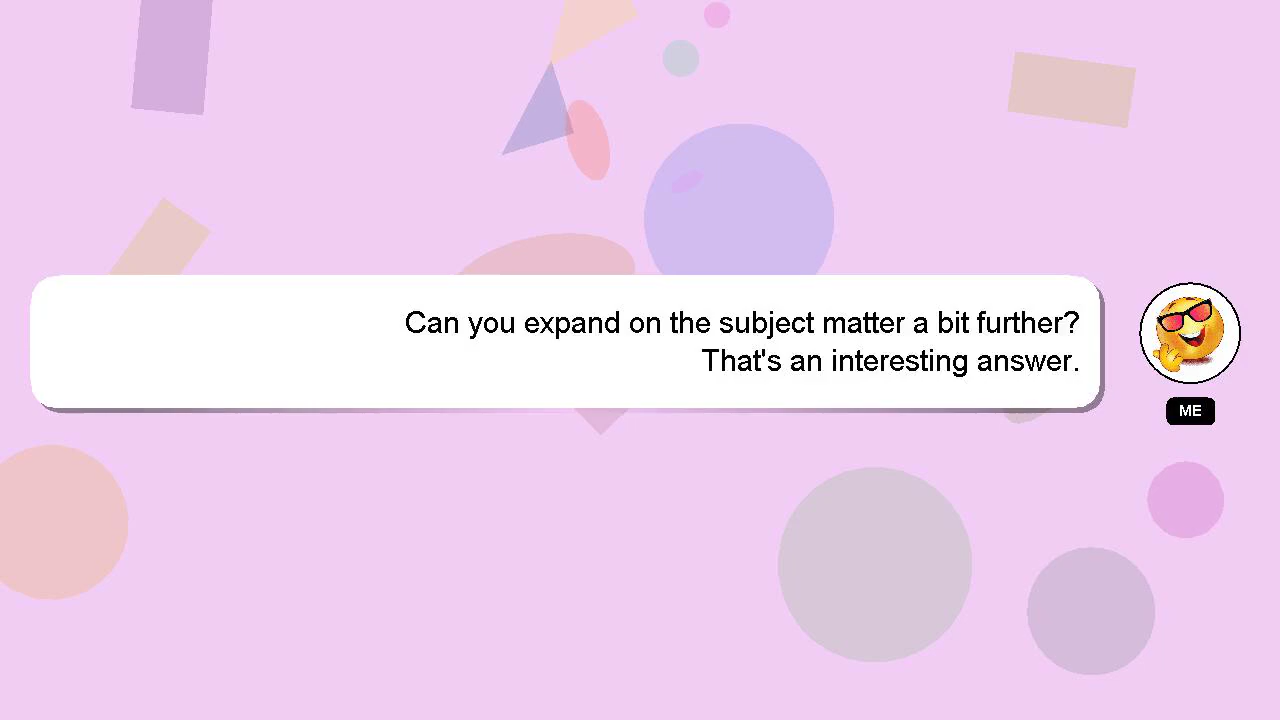 Can you expand on the subject matter a bit further?
That's an interesting answer.
ME